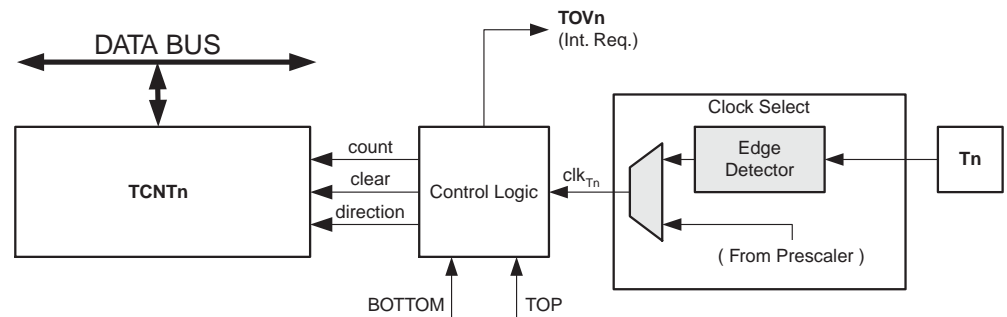 TOVn
(Int. Req.)
DATA BUS
Clock Select
count
clear
direction
TCNTn
Control Logic
clkTn
Edge
Detector
Tn
( From Prescaler )
BOTTOM
TOP